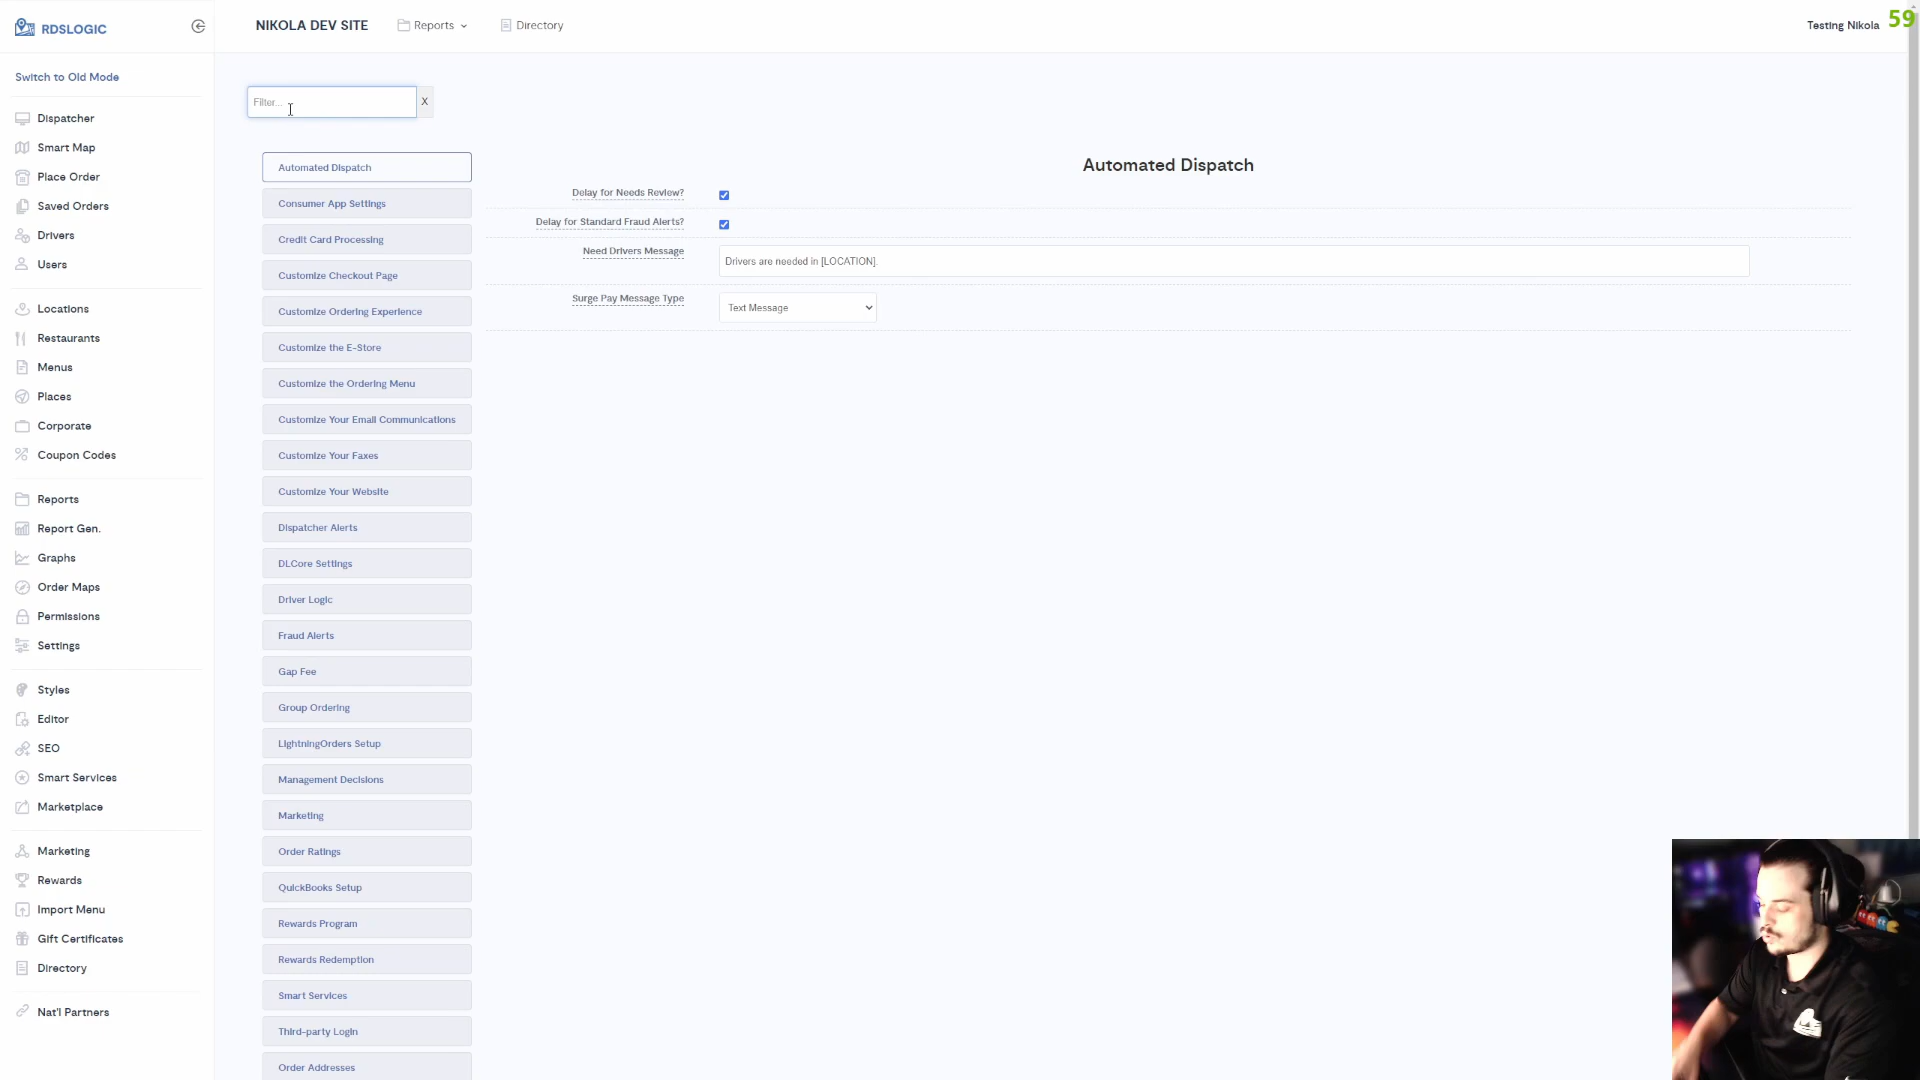 RDSLOGIC
NIKOLA DEV SITE
Reports
Directory
Testing Nikola
59
Switch to Old Mode
Dispatcher
Smart Map
Place Order
Saved Orders
Drivers
Users
Locations
Restaurants
Menus
Places
Corporate
Coupon Codes
Reports
Report Gen.
Graphs
Order Maps
Permissions
Settings
Styles
Editor
SEO
Smart Services
Marketplace
Marketing
Rewards
Import Menu
Gift Certificates
Directory
Nat'l Partners
Filter...
X
Automated Dispatch
Consumer App Settings
Credit Card Processing
Customize Checkout Page
Customize Ordering Experience
Customize the E-Store
Customize the Ordering Menu
Customize Your Email Communications
Customize Your Faxes
Customize Your Website
Dispatcher Alerts
DLCore Settings
Driver Logic
Fraud Alerts
Gap Fee
Group Ordering
LightningOrders Setup
Management Decisions
Marketing
Order Ratings
QuickBooks Setup
Rewards Program
Rewards Redemption
Smart Services
Third-party Login
Order Addresses
Automated Dispatch
Delay for Needs Review?
Delay for Standard Fraud Alerts?
Need Drivers Message
Drivers are needed in [LOCATION].
Surge Pay Message Type
Text Message